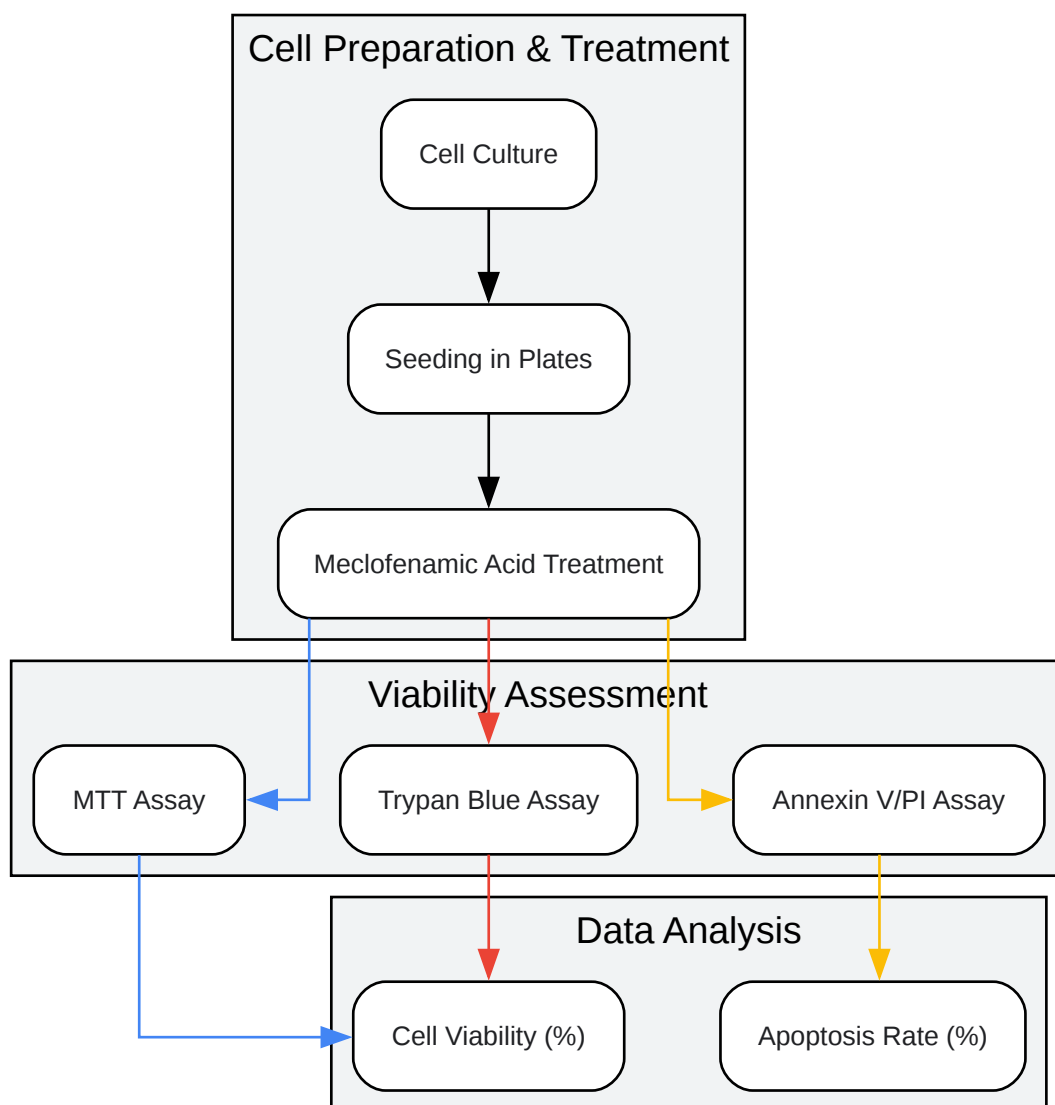 Cell Preparation & Treatment
Cell Culture
Seeding in Plates
Meclofenamic Acid Treatment
Viability Assessment
MTT Assay
Trypan Blue Assay
Annexin V/PI Assay
Data Analysis
Cell Viability (%)
Apoptosis Rate (%)